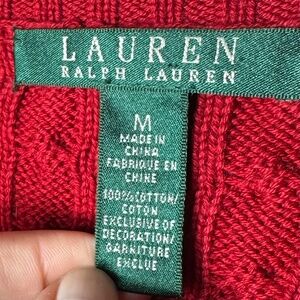 LAUREN
RALPH LAUREN
M
MADE IN
CHINA
FABRIQUE EN
CHINE
100% COTTON/
COTON
EXCLUSIVE OF
DECORATION/
GARNITURE
EXCLUE